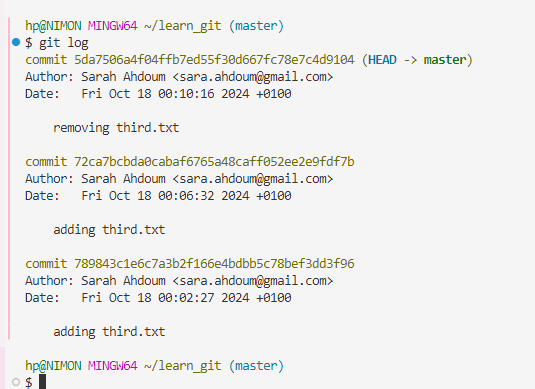 hp@NIMON MINGW64 ~/learn_git (master)
$ git log
commit 5da7506a4f04ffb7ed55f30d667fc78e7c4d9104 (HEAD -> master)
Author: Sarah Ahdoum <sara.ahdoum@gmail.com>
Date:   Fri Oct 18 00:10:16 2024 +0100

    removing third.txt

commit 72ca7bcbda0cabaf6765a48caff052ee2e9fdf7b
Author: Sarah Ahdoum <sara.ahdoum@gmail.com>
Date:   Fri Oct 18 00:06:32 2024 +0100

    adding third.txt

commit 789843c1e6c7a3b2f166e4bdbb5c78bef3dd3f96
Author: Sarah Ahdoum <sara.ahdoum@gmail.com>
Date:   Fri Oct 18 00:02:27 2024 +0100

    adding third.txt

hp@NIMON MINGW64 ~/learn_git (master)
$